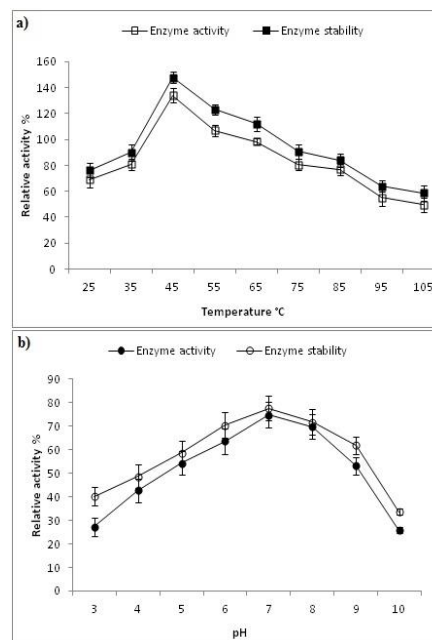 a)
Enzyme activity Enzyme stability
Relative activity %
160
140
120
100
80
60
40
20
0
25 35 45 55 65 75 85 95 105
Temperature °C
b)
Enzyme activity Enzyme stability
Relative activity %
90
80
70
60
50
40
30
20
10
0
3 4 5 6 7 8 9 10
pH